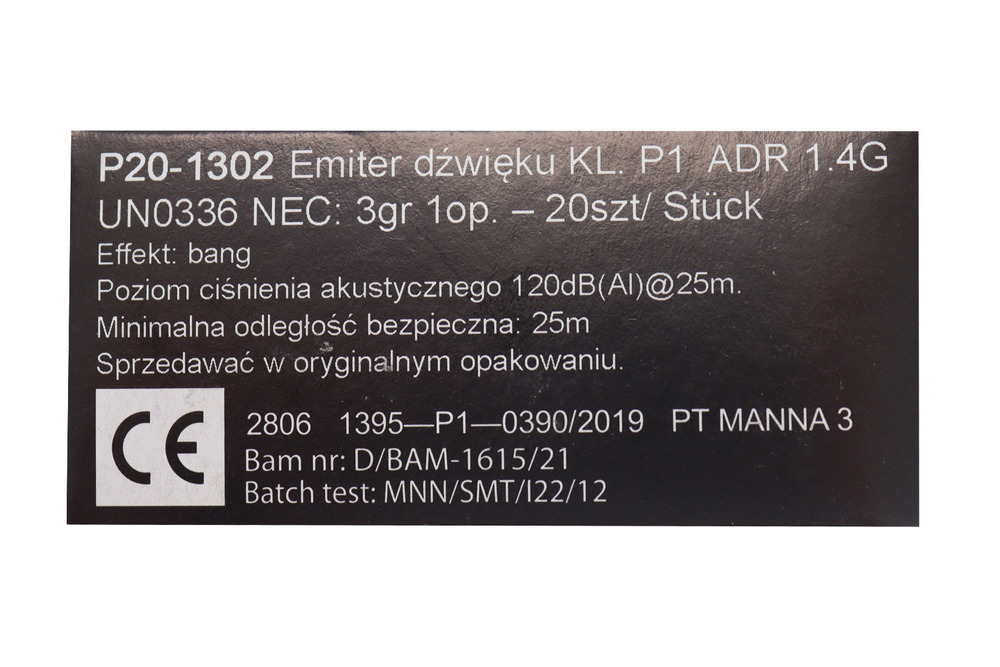 P20-1302 Emiter dźwięku KL. P1 ADR 1.4G
UN0336 NEC: 3gr 1op. – 20szt/ Stück
Effekt: bang
Poziom ciśnienia akustycznego 120dB(AI)@25m.
Minimalna odległość bezpieczna: 25m
Sprzedawać w oryginalnym opakowaniu.
CE 2806 1395—P1—0390/2019 PT MANNA 3
Bam nr: D/BAM-1615/21
Batch test: MNN/SMT/I22/12